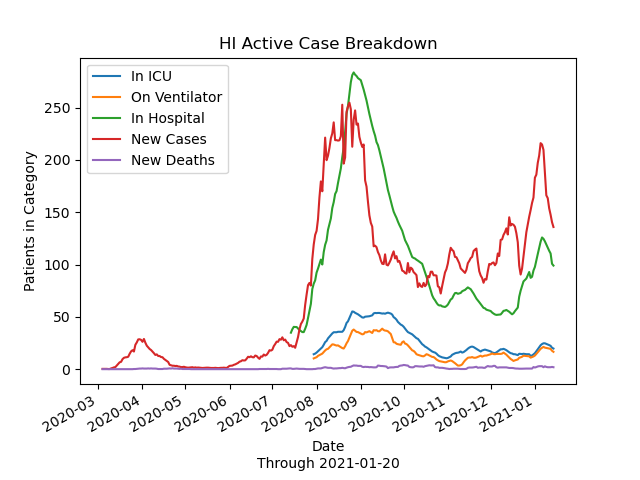 HI Active Case Breakdown
In ICU
On Ventilator
In Hospital
New Cases
New Deaths
Patients in Category
250
200
150
100
50
0
2020-03
2020-04
2020-05
2020-06
2020-07
2020-08
2020-09
2020-10
2020-11
2020-12
2021-01
Date
Through 2021-01-20